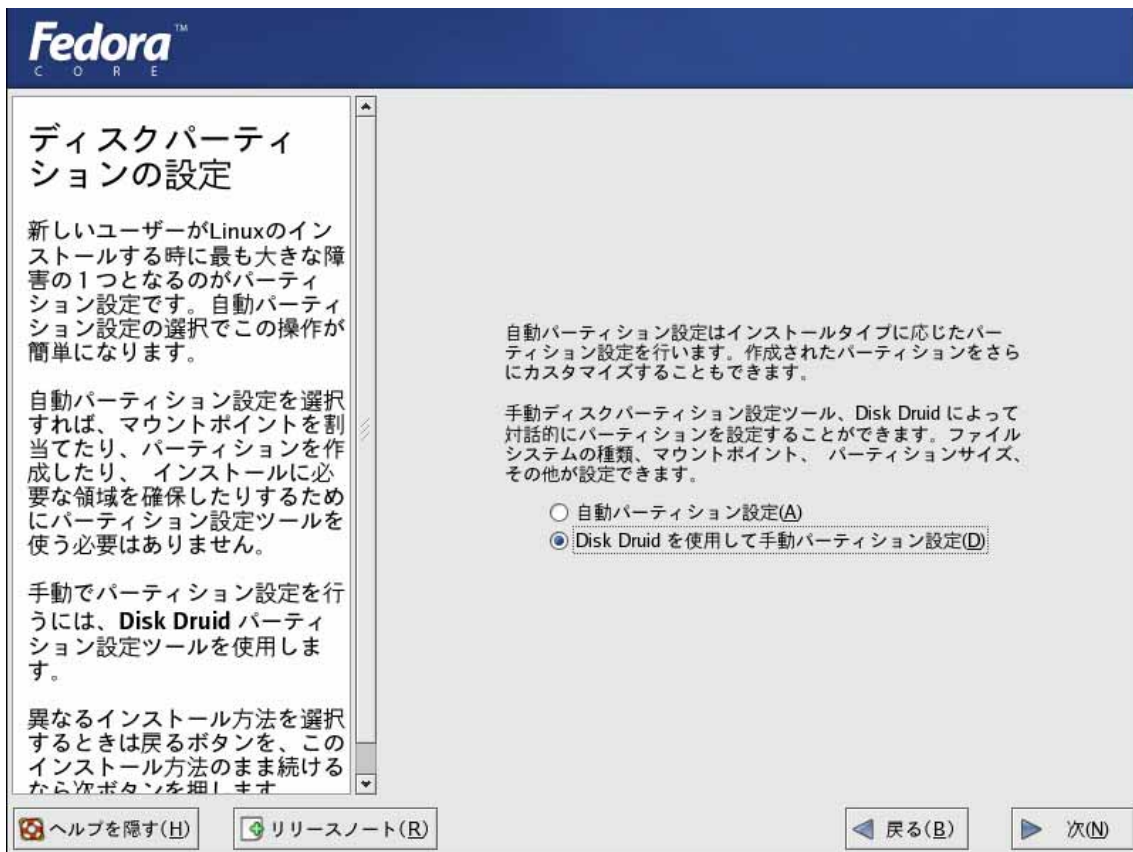 Fedora™
CORE
ディスクパーティ
ションの設定
新しいユーザーがLinuxのイン
ストールする時に最も大きな障
害の１つとなるのがパーティ
ション設定です。自動パーティ
ション設定の選択でこの操作が
簡単になります。
自動パーティション設定を選択
すれば、マウントポイントを割
当てたり、パーティションを作
成したり、 インストールに必
要な領域を確保したりするため
にパーティション設定ツールを
使う必要はありません。
手動でパーティション設定を行
うには、Disk Druid パーティ
ション設定ツールを使用しま
す。
異なるインストール方法を選択
するときは戻るボタンを、この
インストール方法のまま続ける
なら次ボタンを押します
自動パーティション設定はインストールタイプに応じたパー
ティション設定を行います。作成されたパーティションをさら
にカスタマイズすることもできます。
手動ディスクパーティション設定ツール、Disk Druid によって
対話的にパーティションを設定することができます。ファイル
システムの種類、マウントポイント、 パーティションサイズ、
その他が設定できます。
自動パーティション設定(A)
Disk Druid を使用して手動パーティション設定(D)
ヘルプを隠す(H)
リリースノート(R)
戻る(B)
次(N)